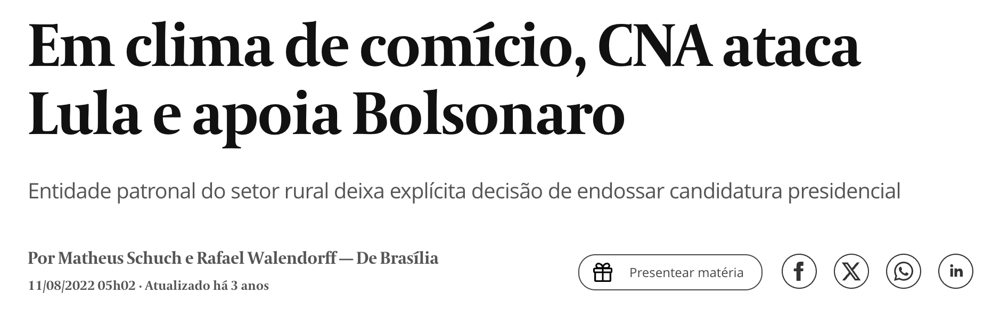 Em clima de comício, CNA ataca
Lula e apoia Bolsonaro
Entidade patronal do setor rural deixa explícita decisão de endossar candidatura presidencial
Por Matheus Schuch e Rafael Walendorff — De Brasília
11/08/2022 05h02 · Atualizado há 3 anos
Presentear matéria